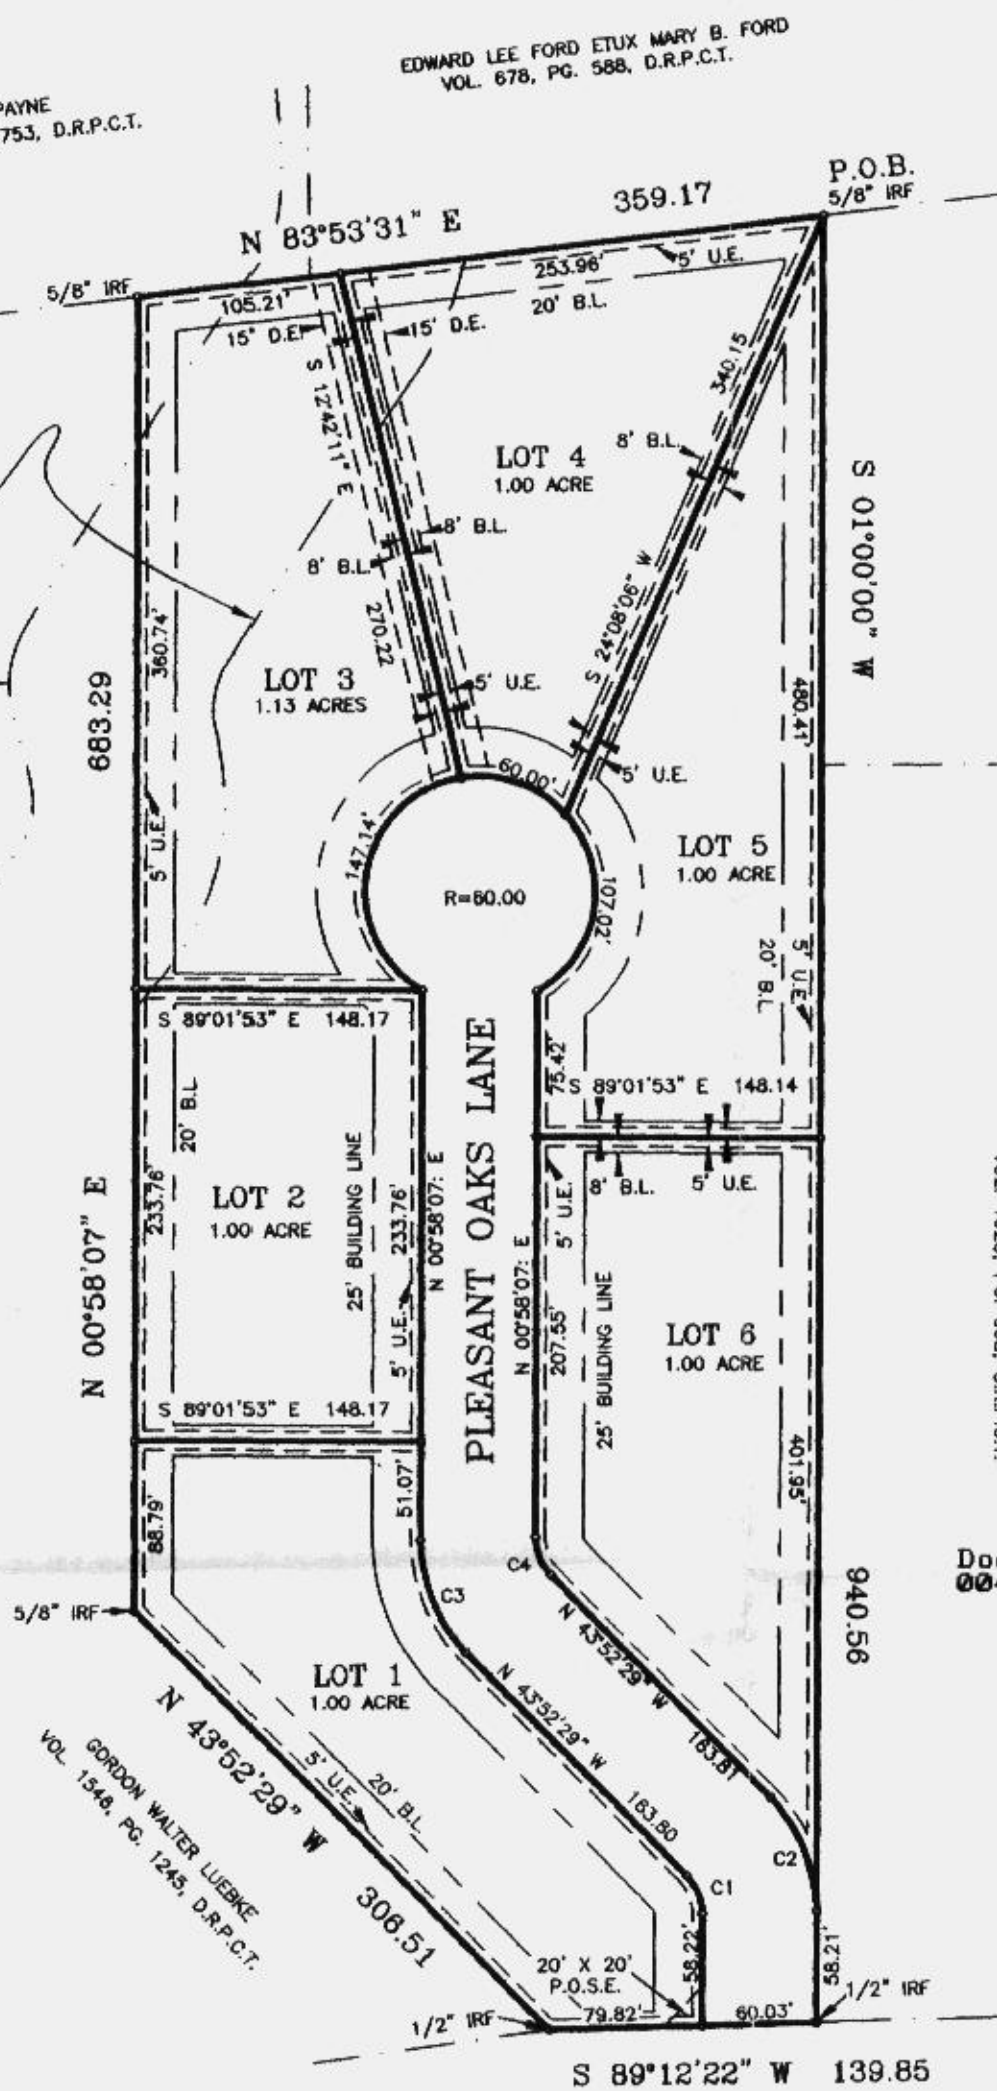 EDWARD LEE FORD ETUX MARY B. FORD
VOL. 678, PG. 588, D.R.P.C.T.
PAYNE
753, D.R.P.C.T.
P.O.B.
5/8" IRF
359.17
N 83°53'31" E
5/8" IRF
105.21'
253.96'
5' U.E.
20' B.L.
15" D.E.
15' D.E.
S 12°42'11" E
270.22
340.15
S 24°08'06" W
8' B.L.
LOT 4
1.00 ACRE
8' B.L.
8' B.L.
S 01°00'00" W
360.74'
683.29
LOT 3
1.13 ACRES
5' U.E.
480.41'
60.00'
5' U.E.
5' U.E.
147.14'
R=60.00
107.02'
LOT 5
1.00 ACRE
20' B.L
5' U.E.
S 89°01'53" E 148.17
75.42'
S 89°01'53" E 148.14
20' B.L
233.76'
LOT 2
1.00 ACRE
25' BUILDING LINE
233.76'
5' U.E.
N 00°58'07: E
PLEASANT OAKS LANE
N 00°58'07: E
5' U.E.
8' B.L.
5' U.E.
207.55'
25' BUILDING LINE
LOT 6
1.00 ACRE
N 00°58'07" E
S 89°01'53" E 148.17
401.95'
88.79'
51.07'
C4
C3
5/8" IRF
940.56
Do
00
LOT 1
1.00 ACRE
N 43°52'29" W
163.81
N 43°52'29" W
163.80
N 43°52'29" W
306.51
5' U.E.
20' B.L
GORDON WALTER LUEBKE
VOL. 1548, PG. 1245, D.R.P.C.T.
C2
C1
58.22'
58.21'
20' X 20'
P.O.S.E.
79.82'
60.03'
1/2" IRF
1/2" IRF
S 89°12'22" W 139.85